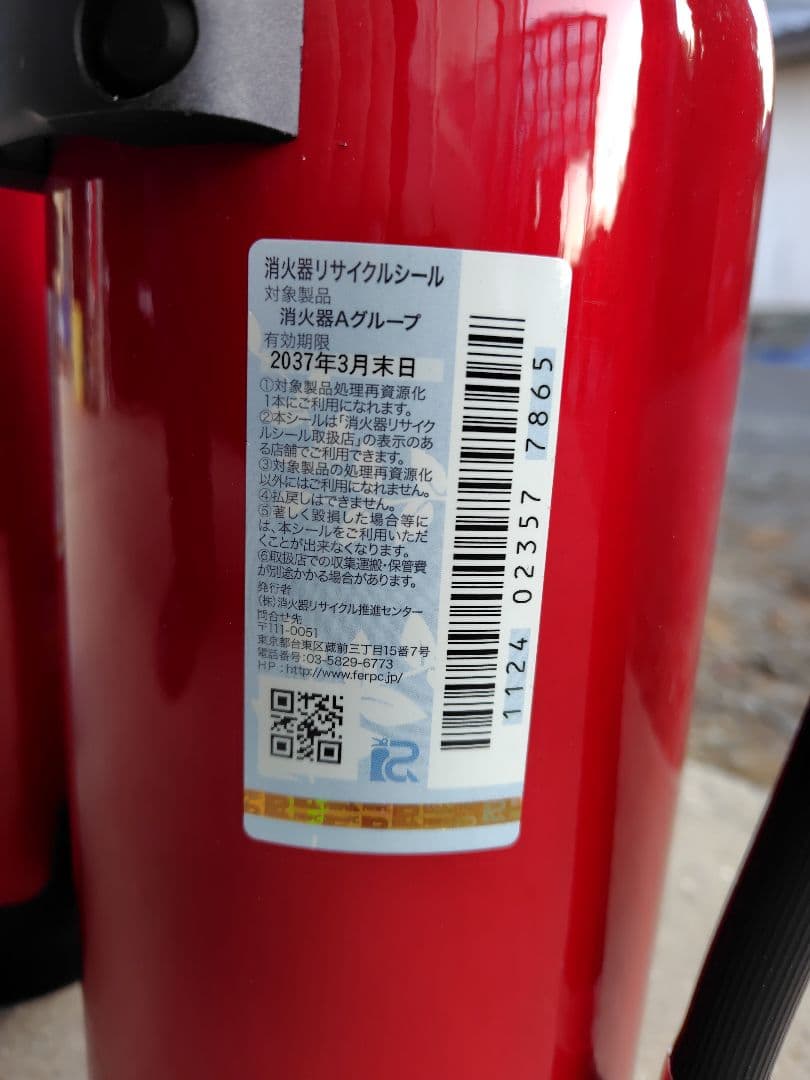 消火器リサイクルシール
対象製品
消火器Aグループ
有効期限
2037年3月末日
①対象製品処理再資源化
1本にご利用になれます。
②本シールは「消火器リサイク
ルシール取扱店」の表示のあ
る店舗でご利用できます。
③対象製品の処理再資源化
以外にはご利用になれません。
④払戻しはできません。
⑤著しく毀損した場合等に
は、本シールをご利用いただ
くことが出来なくなります。
⑥取扱店での収集運搬・保管費
が別途かかる場合があります。
発行者
(株)消火器リサイクル推進センター
問合せ先
〒111-0051
東京都台東区蔵前三丁目15番7号
電話番号:03-5829-6773
HP:http://www.ferpc.jp/
1124 02357 7865